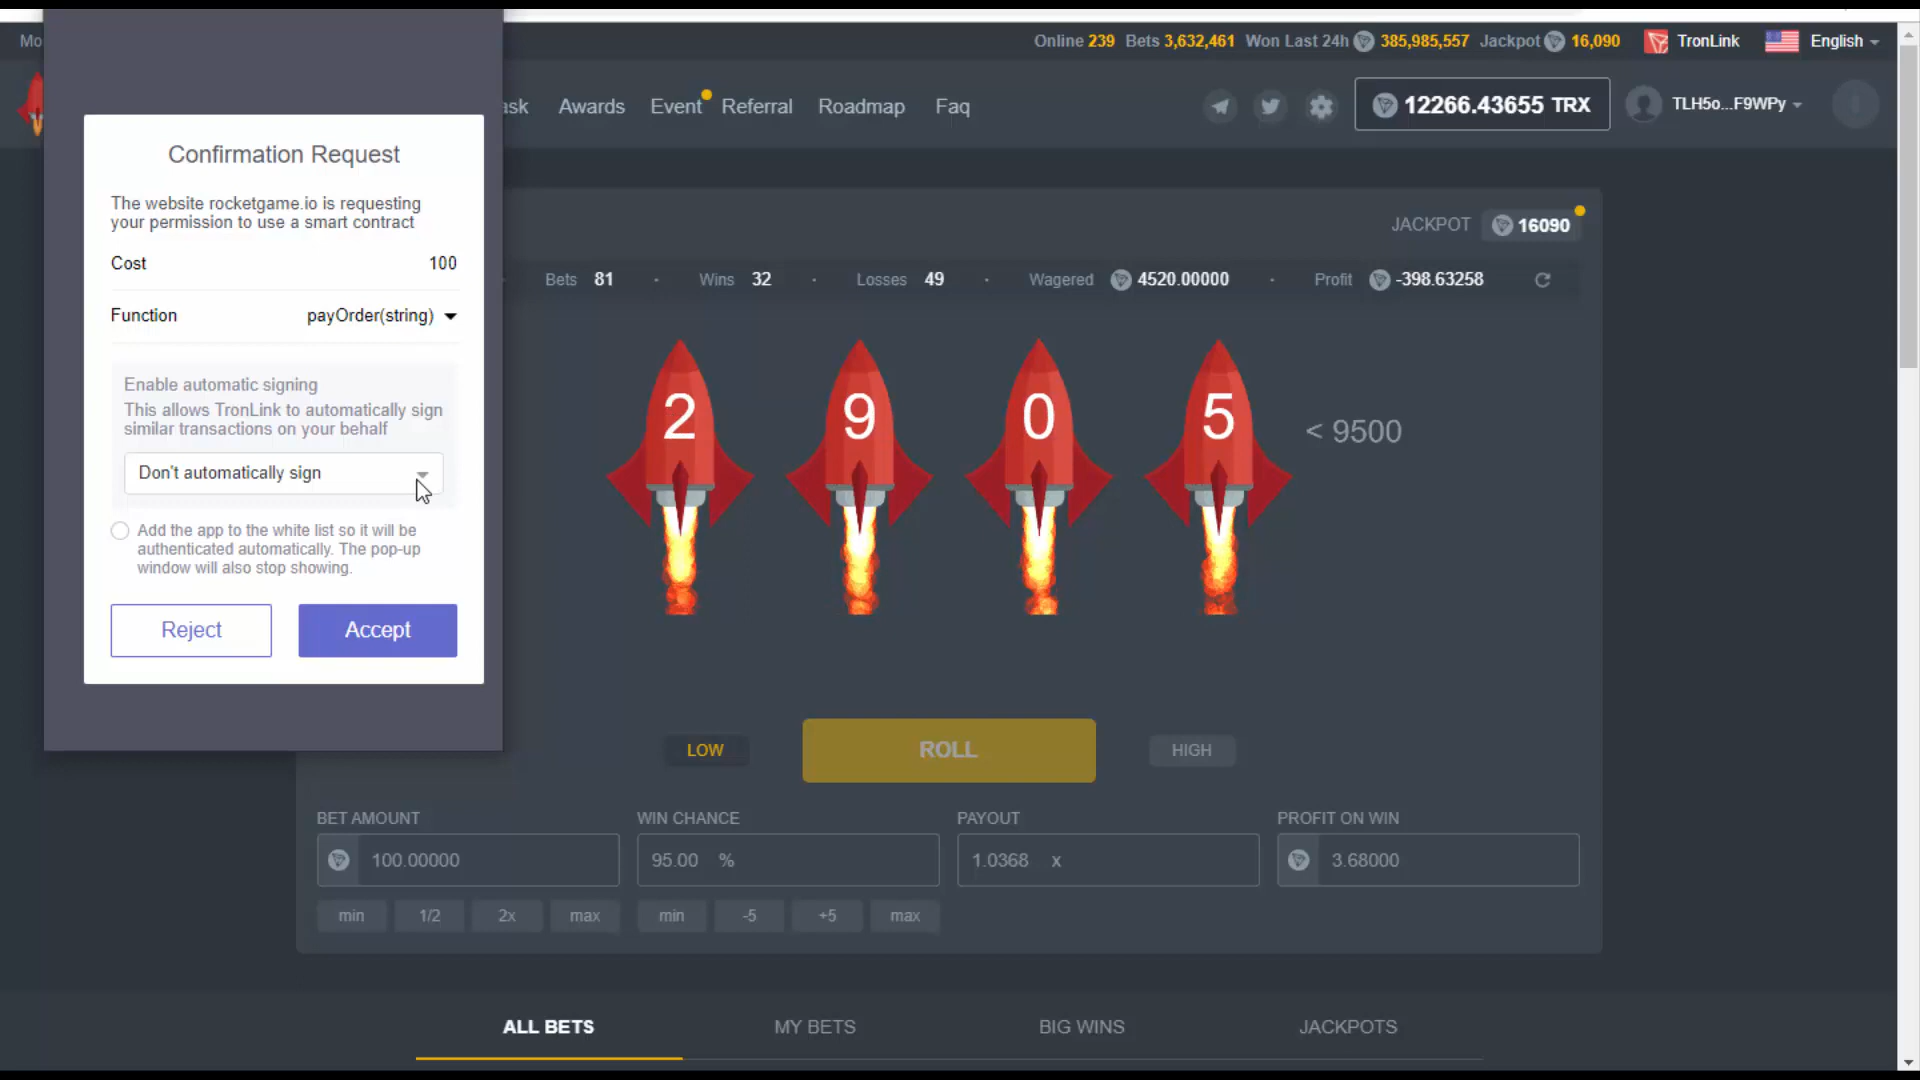 Mo
Online 239 Bets 3,632,461 Won Last 24h 385,985,557 Jackpot 16,090 TronLink English
ask Awards Event Referral Roadmap Faq 12266.43655 TRX TLH5o...F9WPy
Confirmation Request
The website rocketgame.io is requesting
your permission to use a smart contract
Cost 100
Function payOrder(string)
Enable automatic signing
This allows TronLink to automatically sign
similar transactions on your behalf
Don't automatically sign
Add the app to the white list so it will be
authenticated automatically. The pop-up
window will also stop showing.
Reject Accept
JACKPOT 16090
Bets 81 · Wins 32 · Losses 49 · Wagered 4520.00000 · Profit -398.63258
2 9 0 5 < 9500
LOW ROLL HIGH
BET AMOUNT WIN CHANCE PAYOUT PROFIT ON WIN
100.00000 95.00 % 1.0368 x 3.68000
min 1/2 2x max min -5 +5 max
ALL BETS MY BETS BIG WINS JACKPOTS